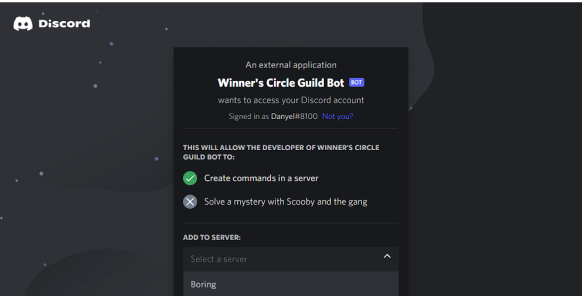 Discord
An external application
Winner's Circle Guild Bot BOT
wants to access your Discord account
Signed in as Danyel#8100 Not you?
THIS WILL ALLOW THE DEVELOPER OF WINNER'S CIRCLE
GUILD BOT TO:
Create commands in a server
Solve a mystery with Scooby and the gang
ADD TO SERVER:
Select a server
Boring